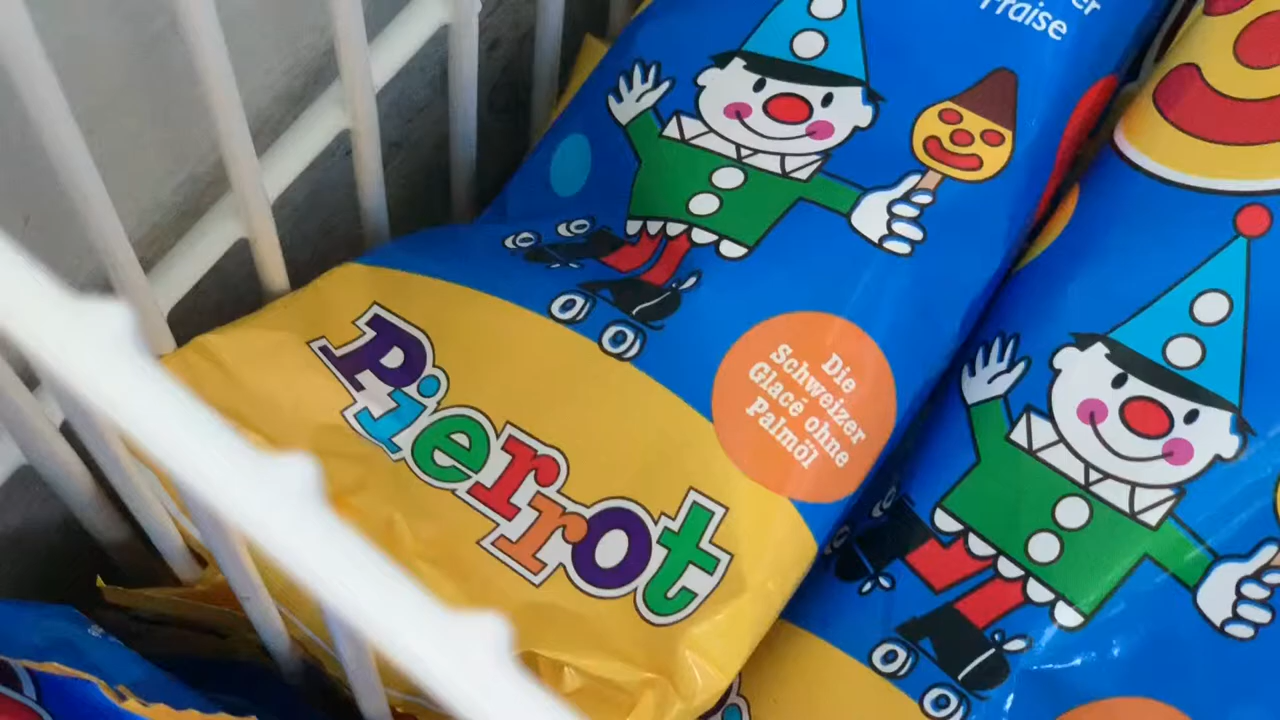 Fraise
Pierrot
Die
Schweizer
Glacé ohne
Palmöl